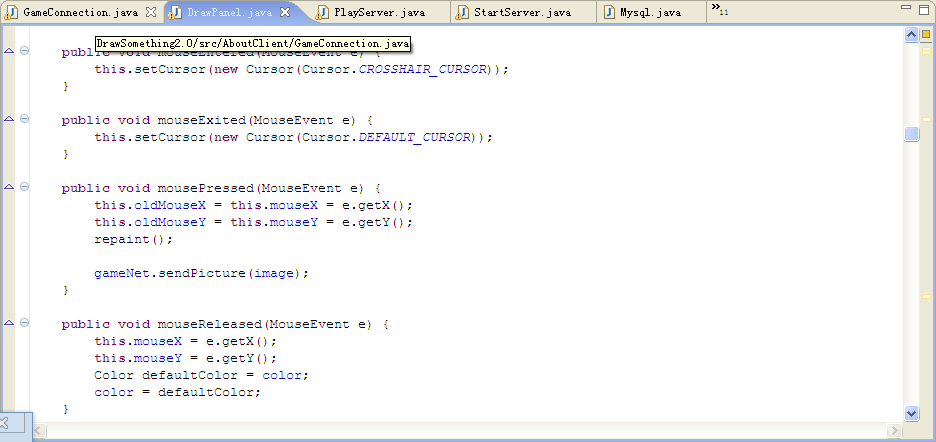 GameConnection.java DrawPanel.java PlayServer.java StartServer.java Mysql.java »11
DrawSomething2.0/src/AboutClient/GameConnection.java
public void mouseEntered(MouseEvent e) {
this.setCursor(new Cursor(Cursor.CROSSHAIR_CURSOR));
}
public void mouseExited(MouseEvent e) {
this.setCursor(new Cursor(Cursor.DEFAULT_CURSOR));
}
public void mousePressed(MouseEvent e) {
this.oldMouseX = this.mouseX = e.getX();
this.oldMouseY = this.mouseY = e.getY();
repaint();
gameNet.sendPicture(image);
}
public void mouseReleased(MouseEvent e) {
this.mouseX = e.getX();
this.mouseY = e.getY();
Color defaultColor = color;
color = defaultColor;
}